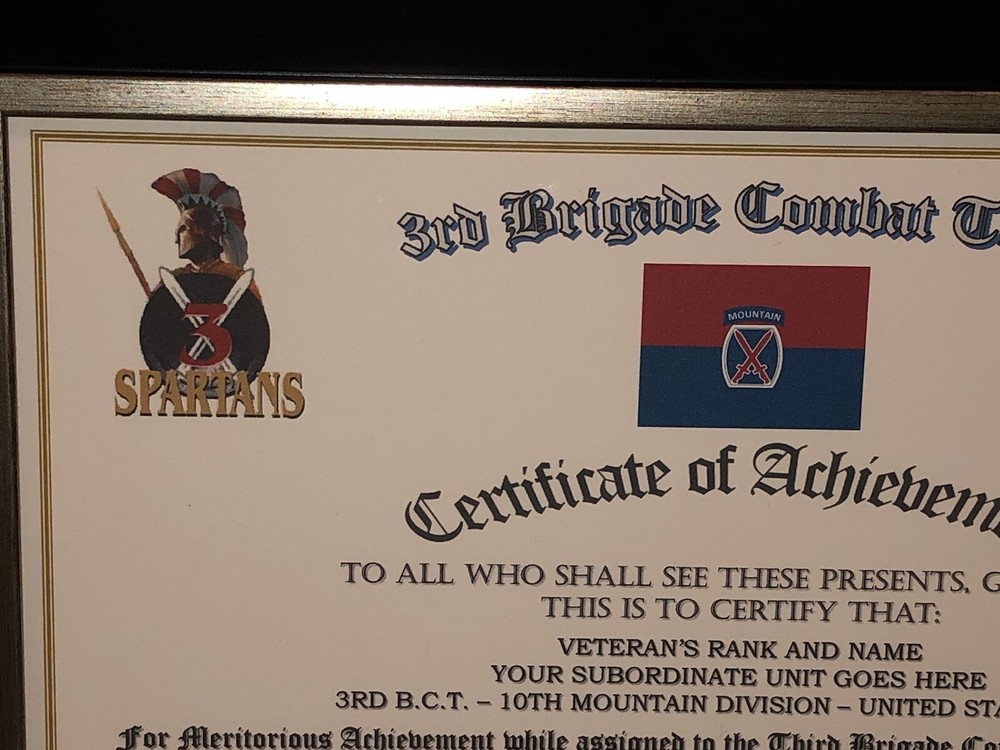 3rd Brigade Combat T
MOUNTAIN
3
SPARTANS
Certificate of Achievem
TO ALL WHO SHALL SEE THESE PRESENTS, G
THIS IS TO CERTIFY THAT:
VETERAN'S RANK AND NAME
YOUR SUBORDINATE UNIT GOES HERE
3RD B.C.T. – 10TH MOUNTAIN DIVISION – UNITED STA
For Meritorious Achievement while assigned to the Third Brigade Co